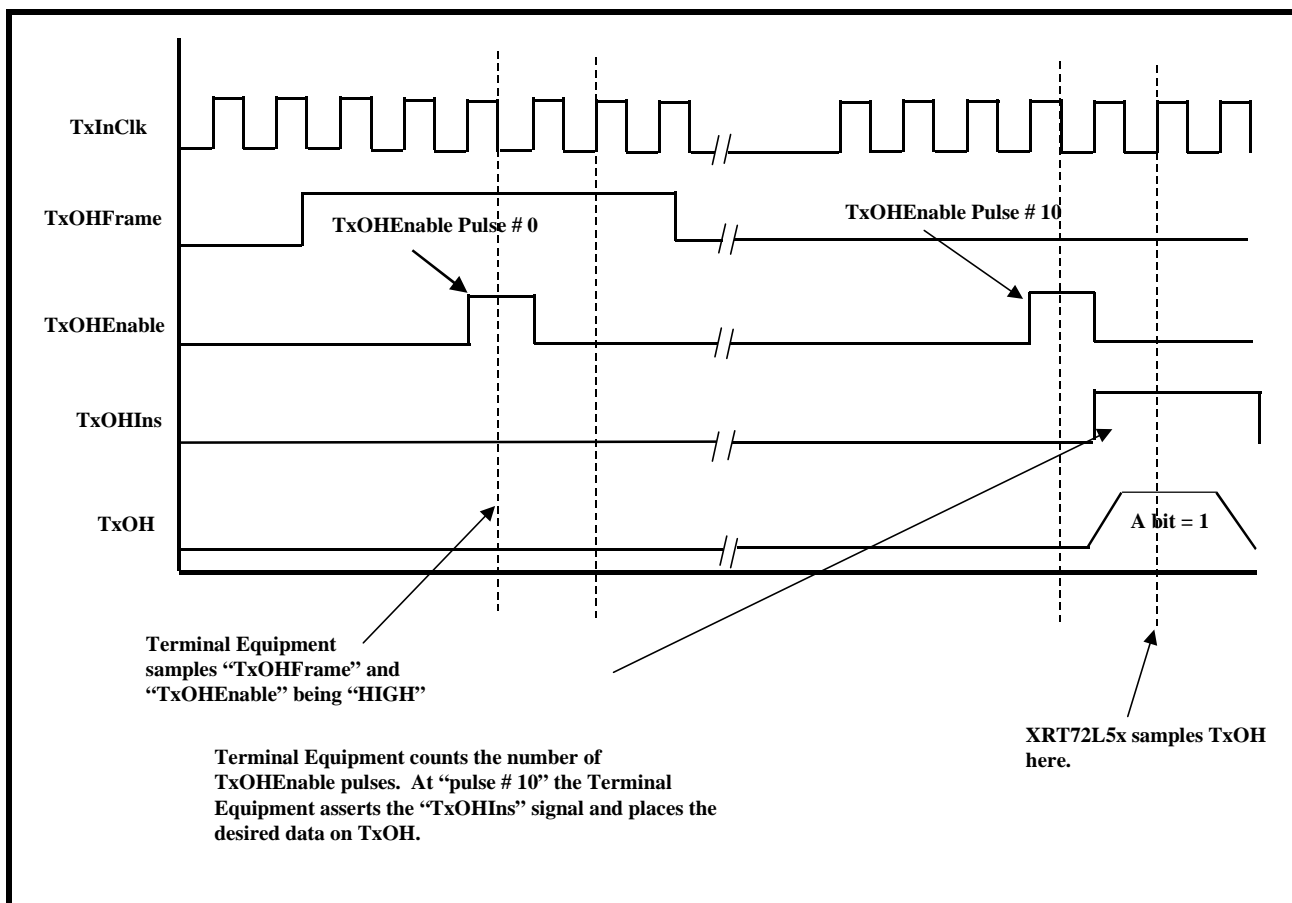 TxInClk
TxOHFrame
TxOHEnable Pulse # 0
TxOHEnable Pulse # 10
TxOHEnable
TxOHIns
TxOH
A bit = 1
Terminal Equipment
samples “TxOHFrame” and
“TxOHEnable” being “HIGH”
XRT72L5x samples TxOH
here.
Terminal Equipment counts the number of
TxOHEnable pulses. At “pulse # 10” the Terminal
Equipment asserts the “TxOHIns” signal and places the
desired data on TxOH.